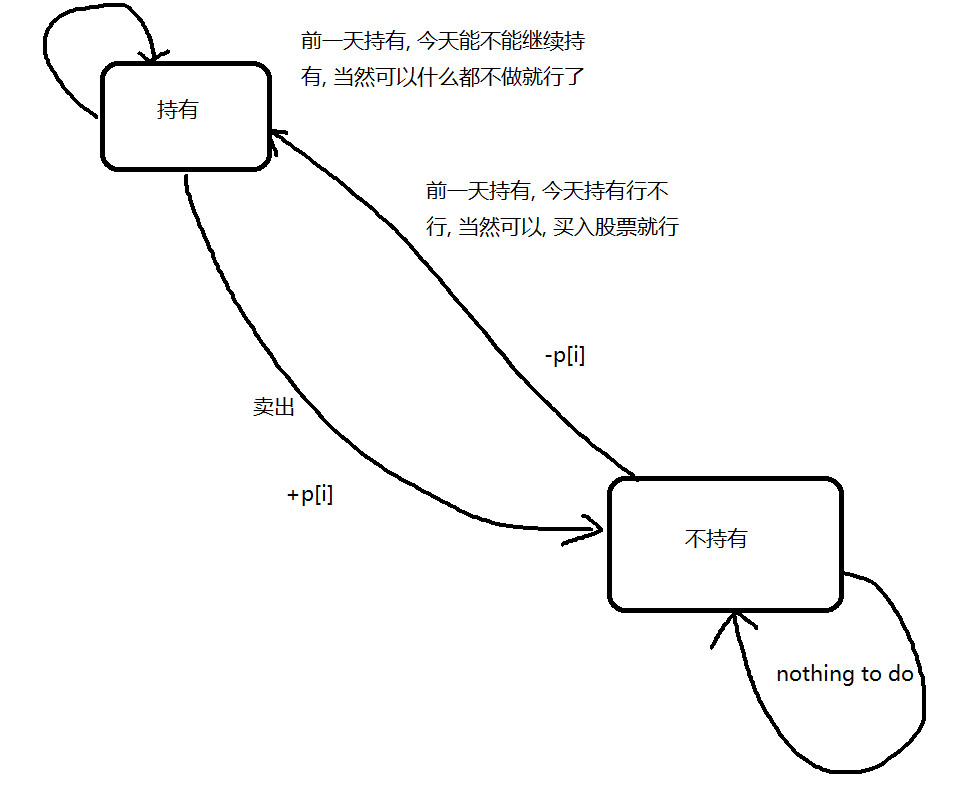 前一天持有, 今天能不能继续持
有, 当然可以什么都不做就行了
持有
前一天持有, 今天持有行不
行, 当然可以, 买入股票就行
-p[i]
卖出
+p[i]
不持有
nothing to do